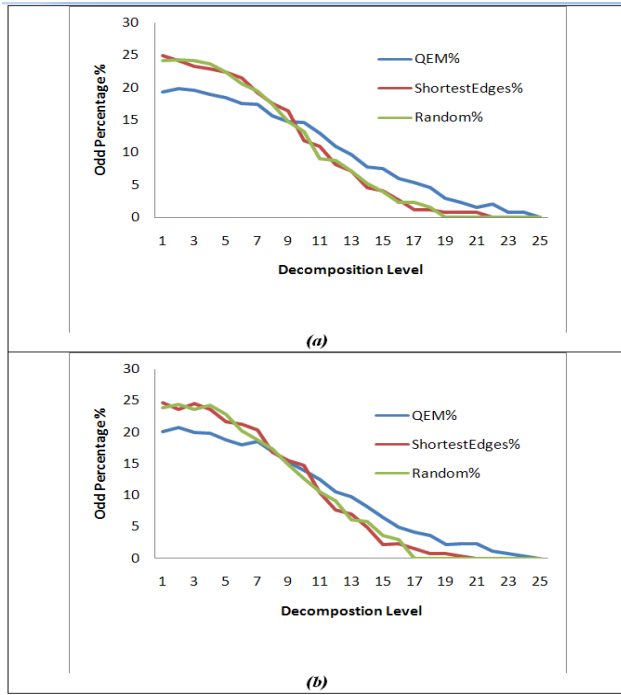 30
25
20
15
10
5
0
Odd Percentage%
QEM%
ShortestEdges%
Random%
1 3 5 7 9 11 13 15 17 19 21 23 25
Decomposition Level
(a)
30
25
20
15
10
5
0
Odd Percentage%
QEM%
ShortestEdges%
Random%
1 3 5 7 9 11 13 15 17 19 21 23 25
Decompostion Level
(b)